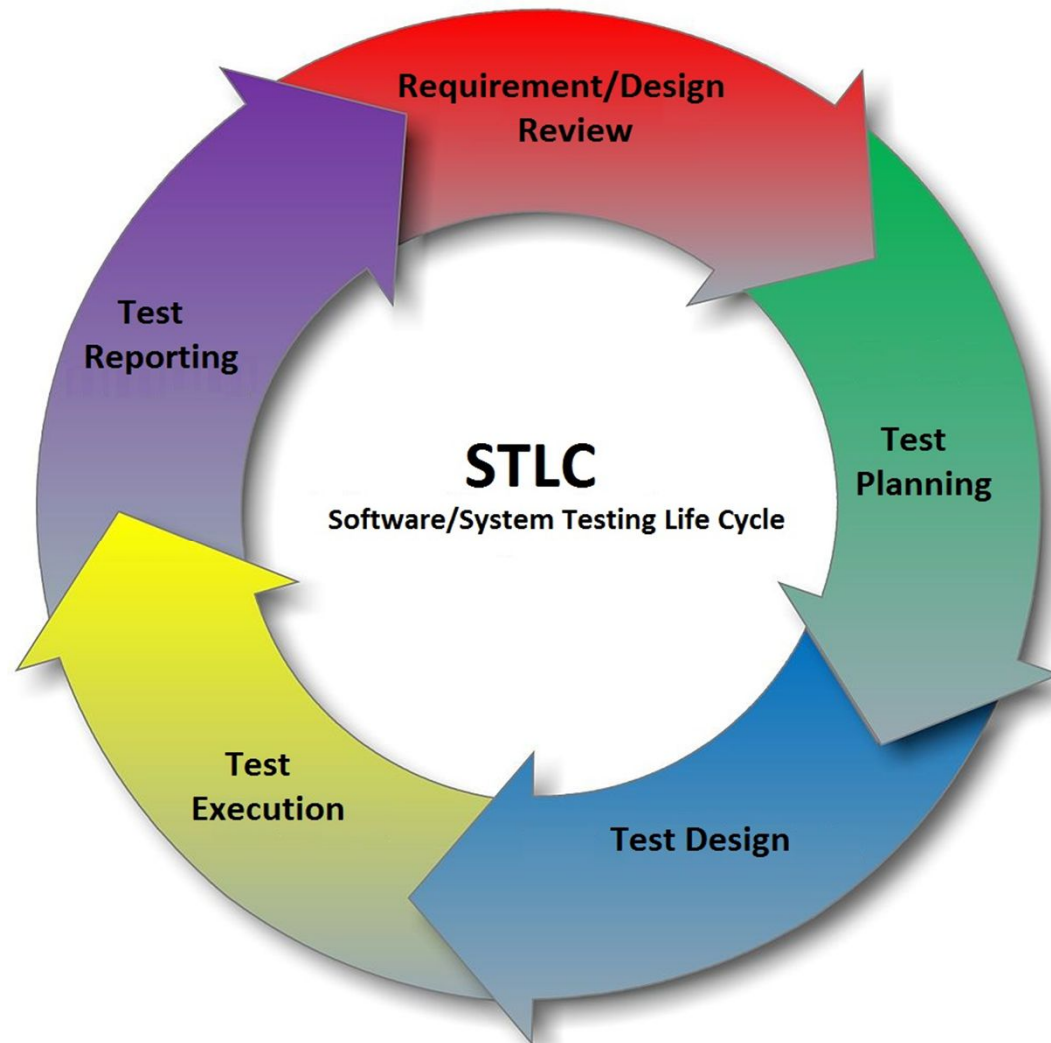 Requirement/Design
Review
Test
Planning
Test Design
Test
Execution
Test
Reporting
STLC
Software/System Testing Life Cycle